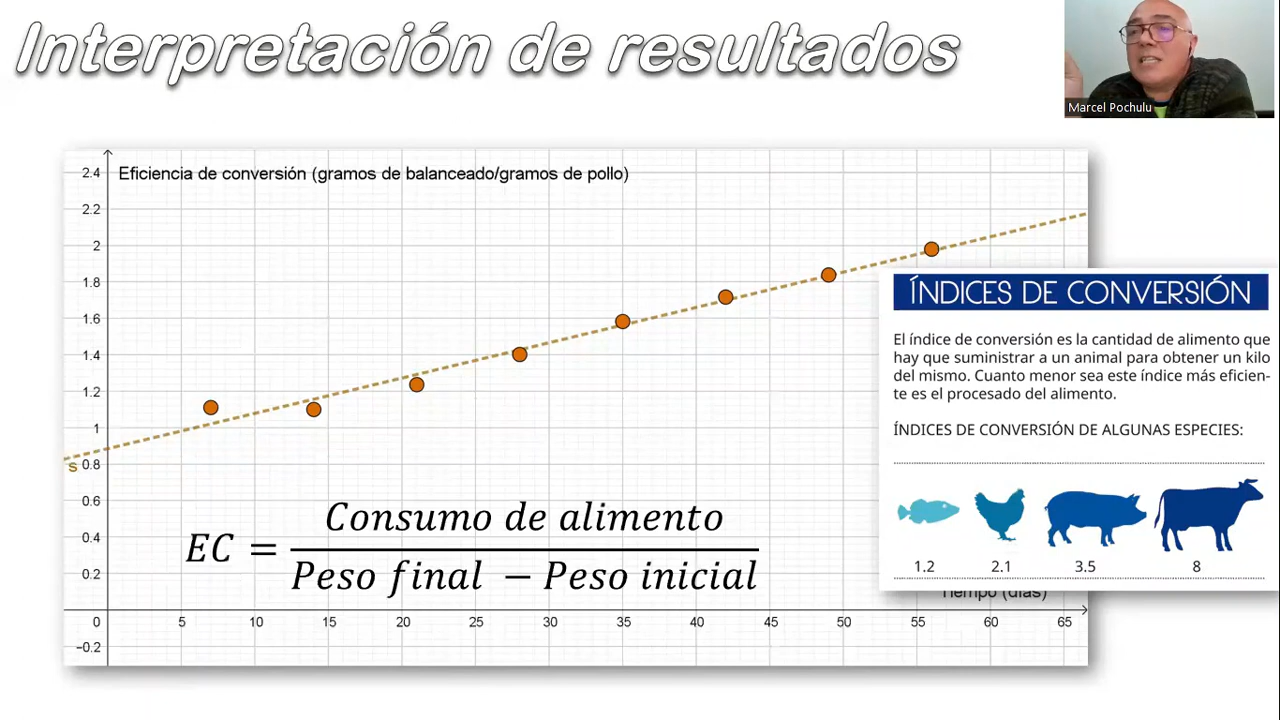 Interpretación de resultados
Marcel Pochulu
Eficiencia de conversión (gramos de balanceado/gramos de pollo)
2.4
2.2
2
1.8
1.6
1.4
1.2
1
0.8
0.6
0.4
0.2
0
−0.2
s
5 10 15 20 25 30 35 40 45 50 55 60 65
Tiempo (días)
EC = Consumo de alimento
Peso final − Peso inicial
ÍNDICES DE CONVERSIÓN
El índice de conversión es la cantidad de alimento que
hay que suministrar a un animal para obtener un kilo
del mismo. Cuanto menor sea este índice más eficien-
te es el procesado del alimento.
ÍNDICES DE CONVERSIÓN DE ALGUNAS ESPECIES:
1.2 2.1 3.5 8